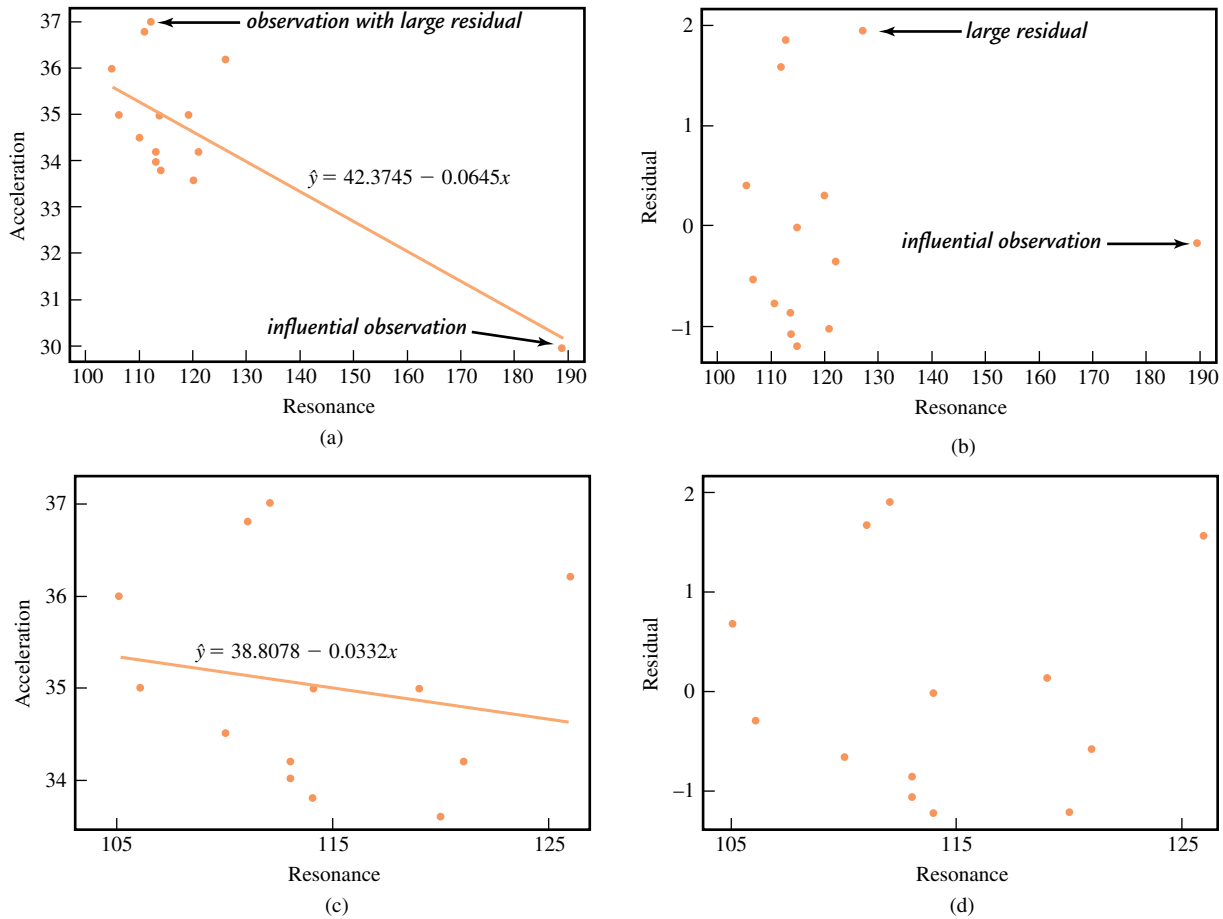 37
36
35
34
33
32
31
30
Acceleration
observation with large residual
ŷ = 42.3745 − 0.0645x
influential observation
100 110 120 130 140 150 160 170 180 190
Resonance
(a)
2
1
0
−1
Residual
large residual
influential observation
100 110 120 130 140 150 160 170 180 190
Resonance
(b)
37
36
35
34
Acceleration
ŷ = 38.8078 − 0.0332x
105 115 125
Resonance
(c)
2
1
0
−1
Residual
105 115 125
Resonance
(d)